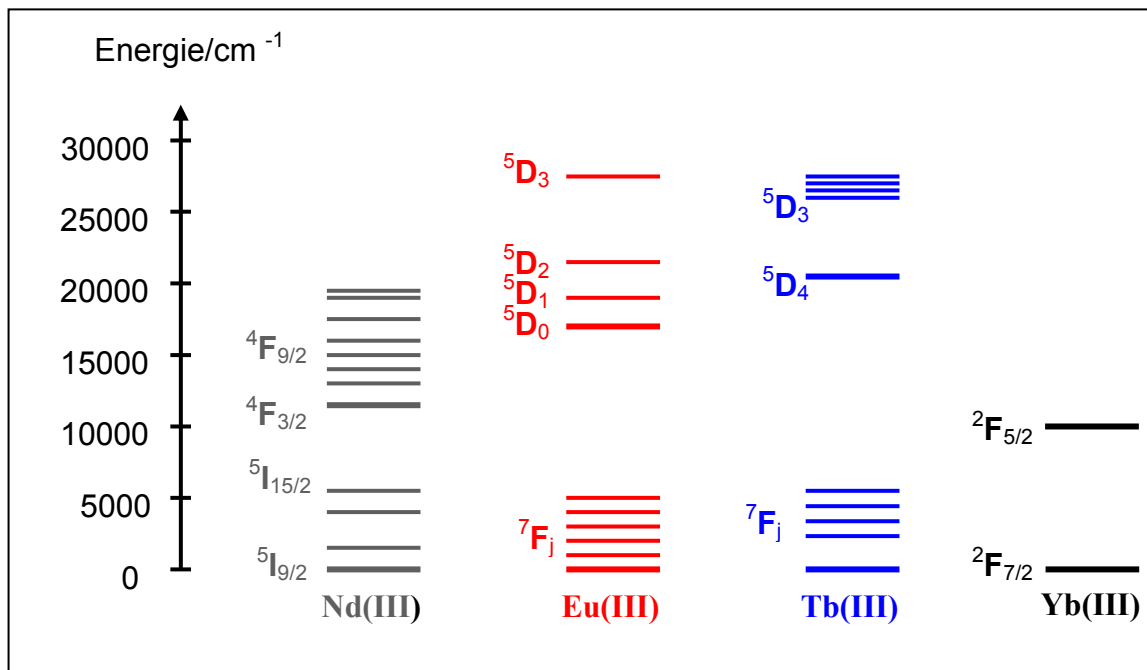 Energie/cm ⁻¹
30000
25000
20000
15000
10000
5000
0
⁴F₉/₂
⁴F₃/₂
⁵I₁₅/₂
⁵I₉/₂
Nd(III)
⁵D₃
⁵D₂
⁵D₁
⁵D₀
⁷Fⱼ
Eu(III)
⁵D₃
⁵D₄
⁷Fⱼ
Tb(III)
²F₅/₂
²F₇/₂
Yb(III)